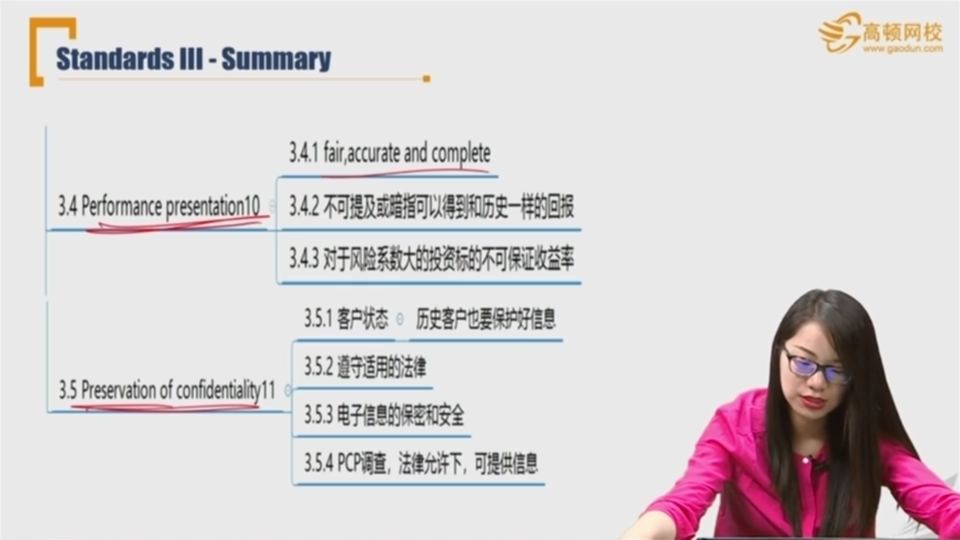 Standards III - Summary
高顿网校
www.gaodun.com
3.4 Performance presentation10
3.4.1 fair,accurate and complete
3.4.2 不可提及或暗指可以得到和历史一样的回报
3.4.3 对于风险系数大的投资标的不可保证收益率
3.5 Preservation of confidentiality11
3.5.1 客户状态
历史客户也要保护好信息
3.5.2 遵守适用的法律
3.5.3 电子信息的保密和安全
3.5.4 PCP调查，法律允许下，可提供信息